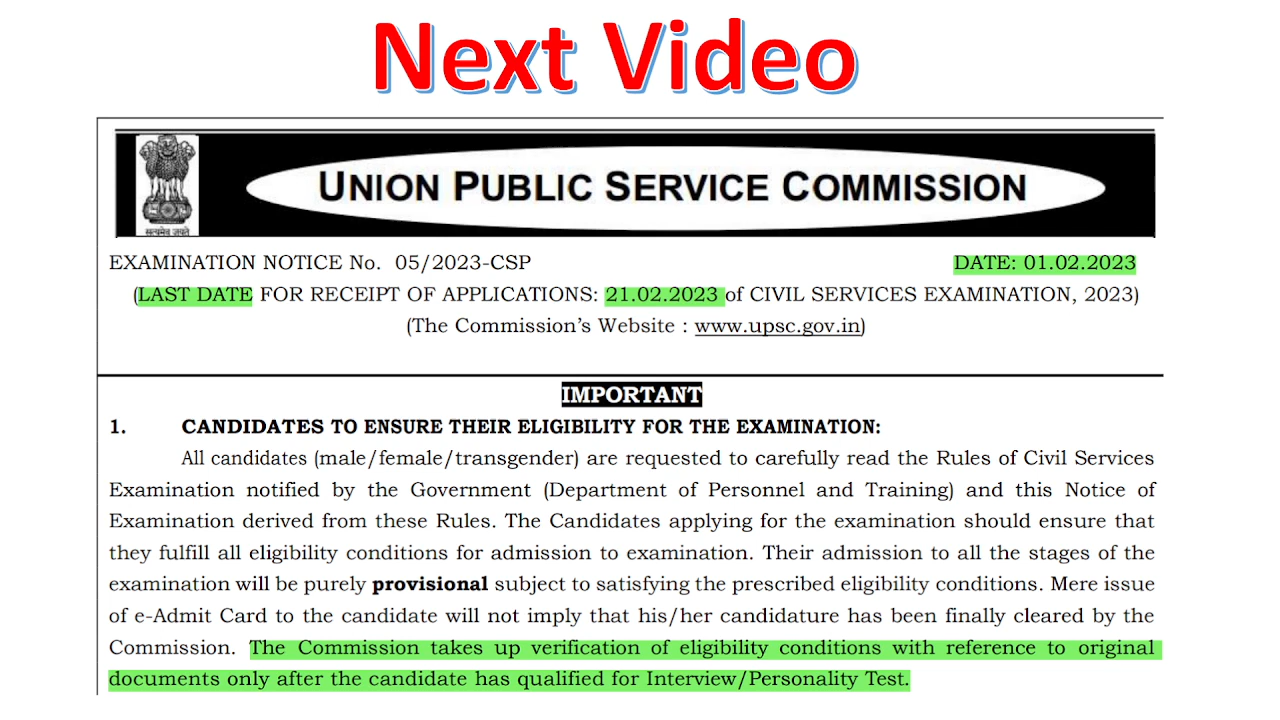 Next Video
UNION PUBLIC SERVICE COMMISSION
सत्यमेव जयते
EXAMINATION NOTICE No. 05/2023-CSP DATE: 01.02.2023
(LAST DATE FOR RECEIPT OF APPLICATIONS: 21.02.2023 of CIVIL SERVICES EXAMINATION, 2023)
(The Commission’s Website : www.upsc.gov.in)
IMPORTANT
1. CANDIDATES TO ENSURE THEIR ELIGIBILITY FOR THE EXAMINATION:
All candidates (male/female/transgender) are requested to carefully read the Rules of Civil Services
Examination notified by the Government (Department of Personnel and Training) and this Notice of
Examination derived from these Rules. The Candidates applying for the examination should ensure that
they fulfill all eligibility conditions for admission to examination. Their admission to all the stages of the
examination will be purely provisional subject to satisfying the prescribed eligibility conditions. Mere issue
of e-Admit Card to the candidate will not imply that his/her candidature has been finally cleared by the
Commission. The Commission takes up verification of eligibility conditions with reference to original
documents only after the candidate has qualified for Interview/Personality Test.